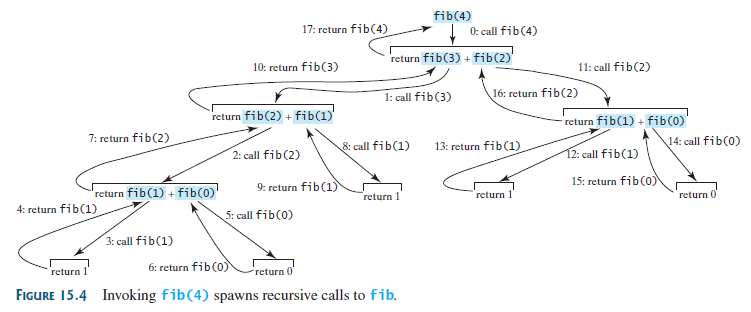 fib(4)
17: return fib(4)
0: call fib(4)
return fib(3) + fib(2)
10: return fib(3)
11: call fib(2)
1: call fib(3)
16: return fib(2)
return fib(2) + fib(1)
return fib(1) + fib(0)
7: return fib(2)
2: call fib(2)
8: call fib(1)
13: return fib(1)
12: call fib(1)
14: call fib(0)
return fib(1) + fib(0)
9: return fib(1)
return 1
return 1
15: return fib(0)
return 0
4: return fib(1)
5: call fib(0)
3: call fib(1)
return 1
6: return fib(0)
return 0
FIGURE 15.4 Invoking fib(4) spawns recursive calls to fib.